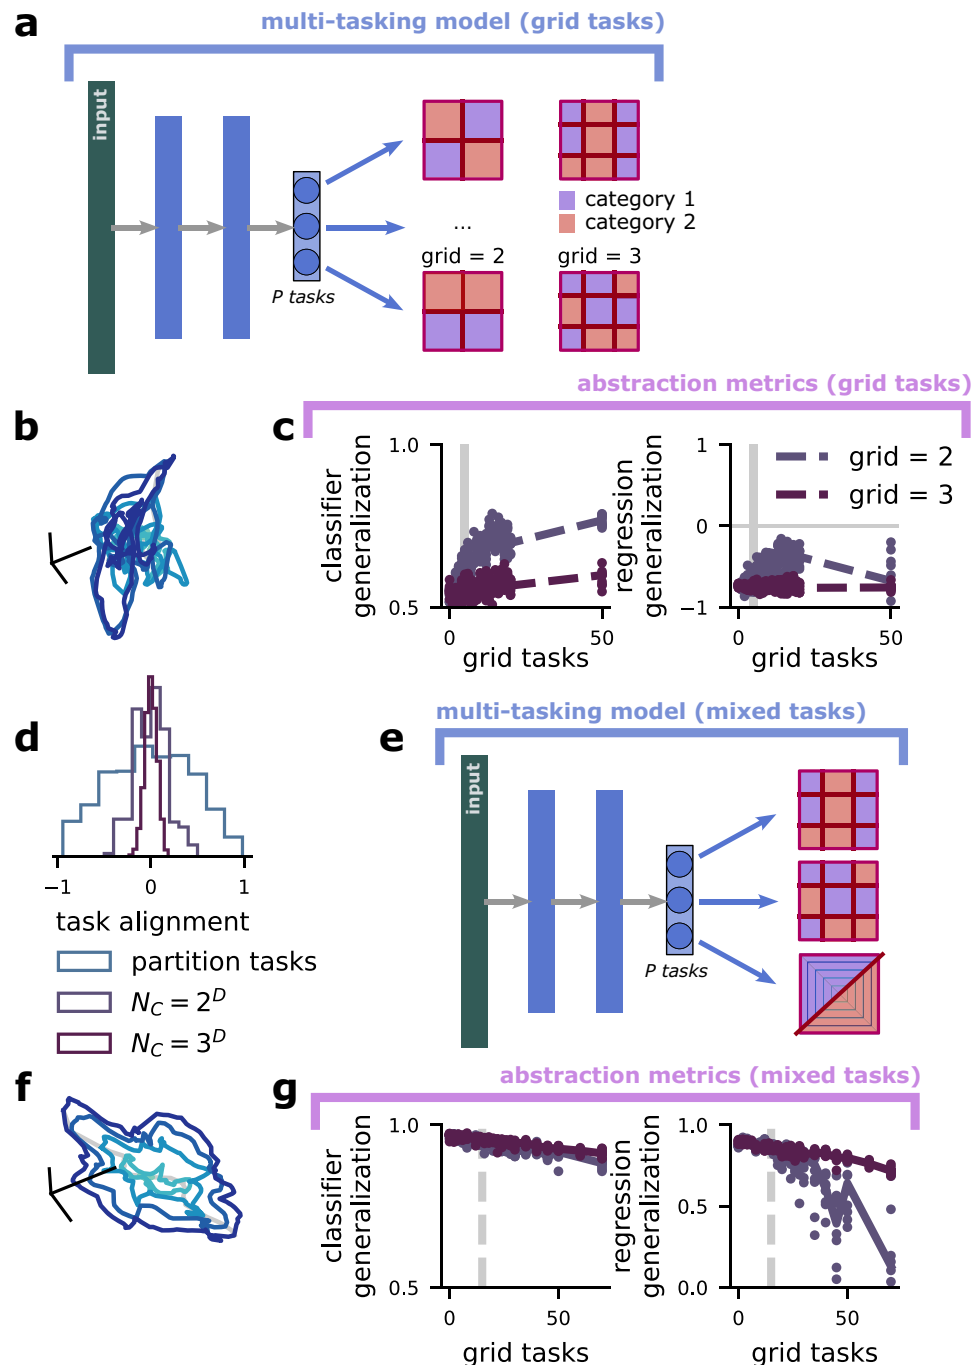 a
multi-tasking model (grid tasks)
input
P tasks
...
grid = 2
category 1
category 2
grid = 3
abstraction metrics (grid tasks)
b
c
classifier
generalization
1.0
0.5
0
50
grid tasks
regression
generalization
1
0
−1
0
50
grid tasks
grid = 2
grid = 3
d
−1
0
1
task alignment
partition tasks
N_C = 2^D
N_C = 3^D
multi-tasking model (mixed tasks)
e
input
P tasks
f
abstraction metrics (mixed tasks)
g
classifier
generalization
1.0
0.5
0
50
grid tasks
regression
generalization
1.0
0.5
0.0
0
50
grid tasks